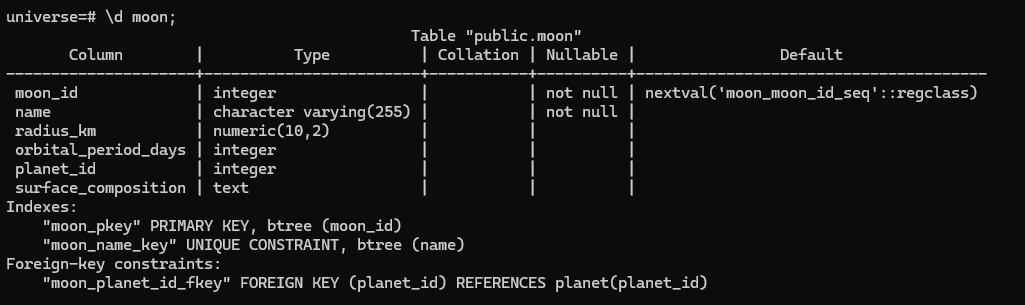 universe=# \d moon;
                                             Table "public.moon"
       Column        |          Type          | Collation | Nullable |                Default
---------------------+------------------------+-----------+----------+---------------------------------------
 moon_id             | integer                |           | not null | nextval('moon_moon_id_seq'::regclass)
 name                | character varying(255) |           | not null |
 radius_km           | numeric(10,2)          |           |          |
 orbital_period_days | integer                |           |          |
 planet_id           | integer                |           |          |
 surface_composition | text                   |           |          |
Indexes:
    "moon_pkey" PRIMARY KEY, btree (moon_id)
    "moon_name_key" UNIQUE CONSTRAINT, btree (name)
Foreign-key constraints:
    "moon_planet_id_fkey" FOREIGN KEY (planet_id) REFERENCES planet(planet_id)